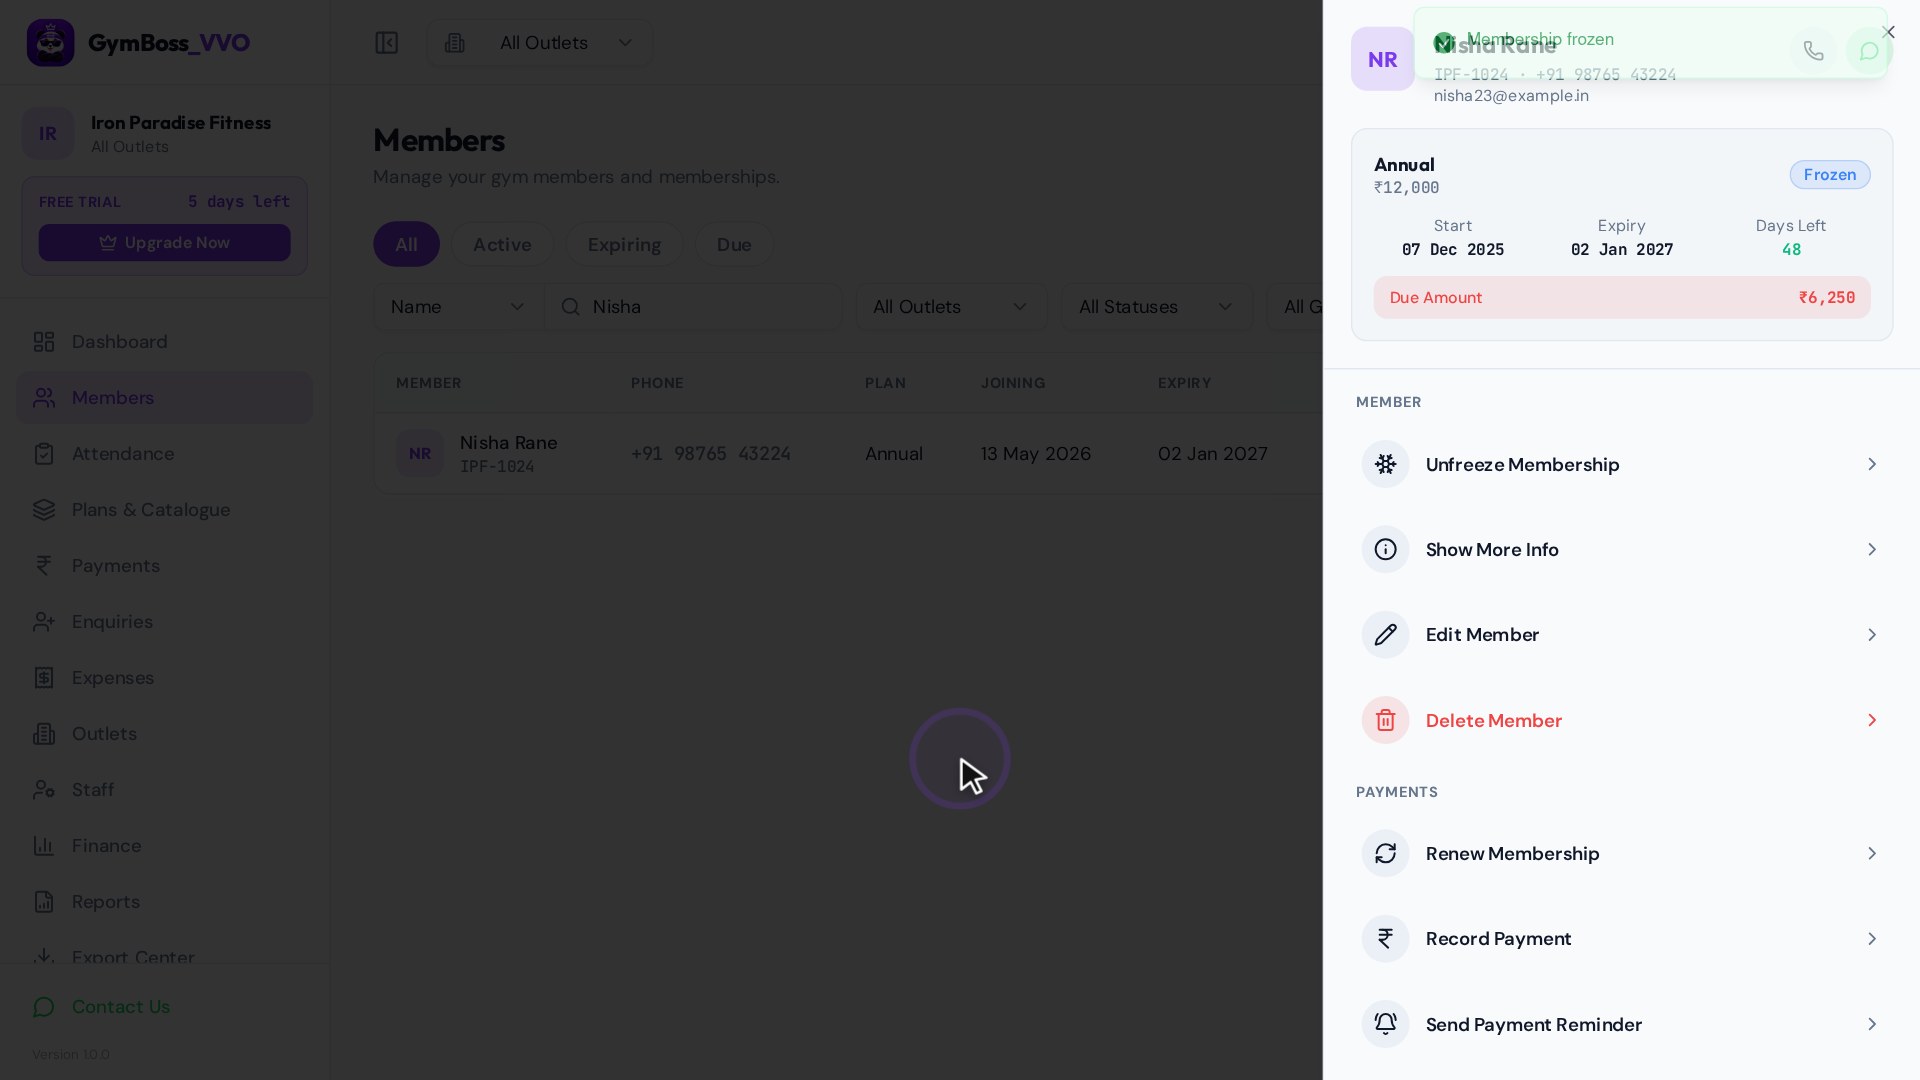 GymBoss_VVO
All Outlets
IR
Iron Paradise Fitness
All Outlets
FREE TRIAL
5 days left
Upgrade Now
Dashboard
Members
Attendance
Plans & Catalogue
Payments
Enquiries
Expenses
Outlets
Staff
Finance
Reports
Export Center
Contact Us
Version 1.0.0
Members
Manage your gym members and memberships.
All
Active
Expiring
Due
Name
Nisha
All Outlets
All Statuses
All G
MEMBER
PHONE
PLAN
JOINING
EXPIRY
NR
Nisha Rane
IPF-1024
+91 98765 43224
Annual
13 May 2026
02 Jan 2027
Membership frozen
NR
Nisha Rane
IPF-1024 · +91 98765 43224
nisha23@example.in
Annual
₹12,000
Frozen
Start
Expiry
Days Left
07 Dec 2025
02 Jan 2027
48
Due Amount
₹6,250
MEMBER
Unfreeze Membership
Show More Info
Edit Member
Delete Member
PAYMENTS
Renew Membership
Record Payment
Send Payment Reminder